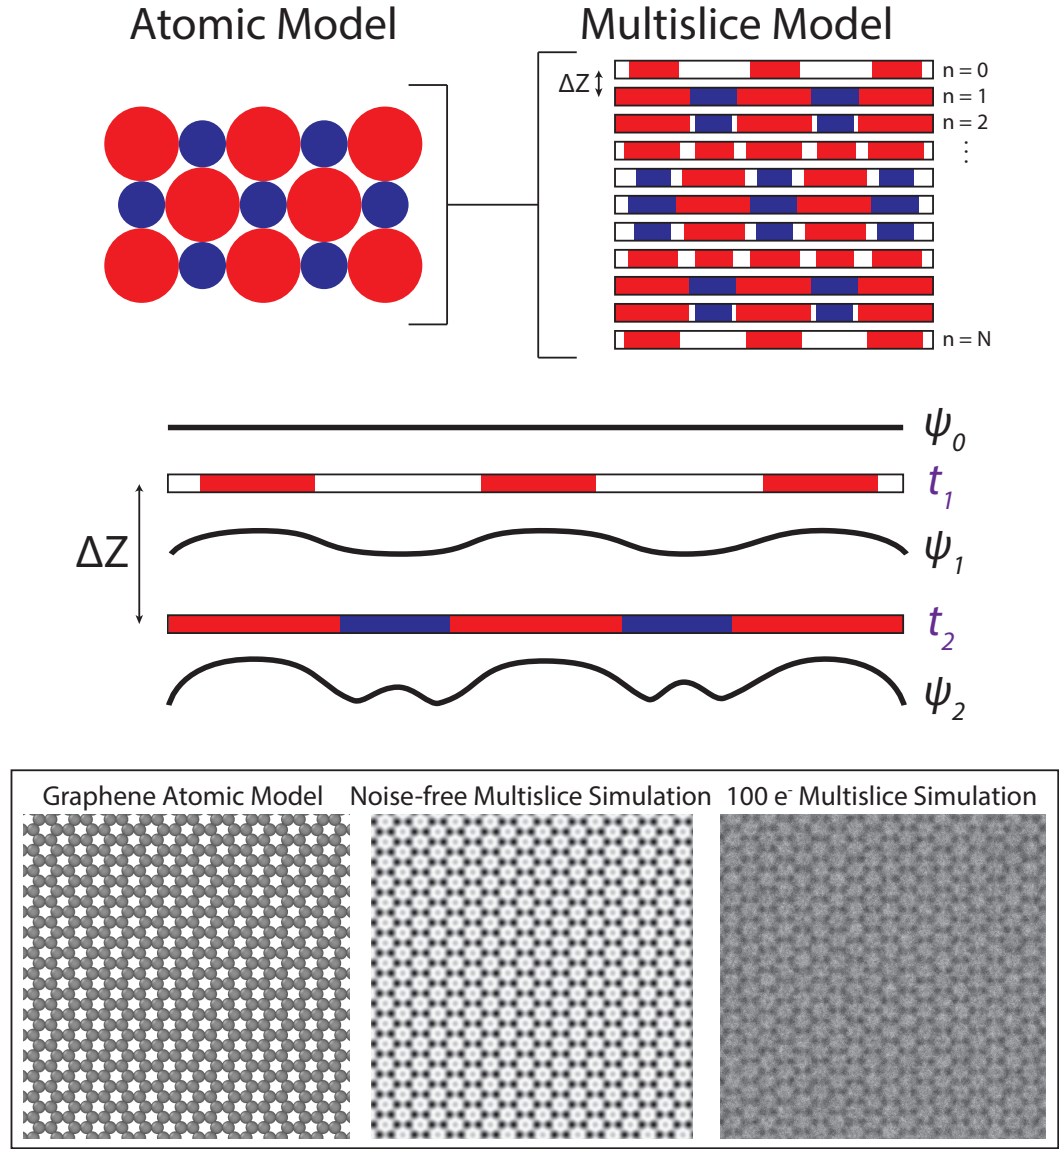 Atomic Model
Multislice Model
ΔZ
n = 0
n = 1
n = 2
⋮
n = N
ψ0
t1
ΔZ
ψ1
t2
ψ2
Graphene Atomic Model
Noise-free Multislice Simulation
100 e- Multislice Simulation